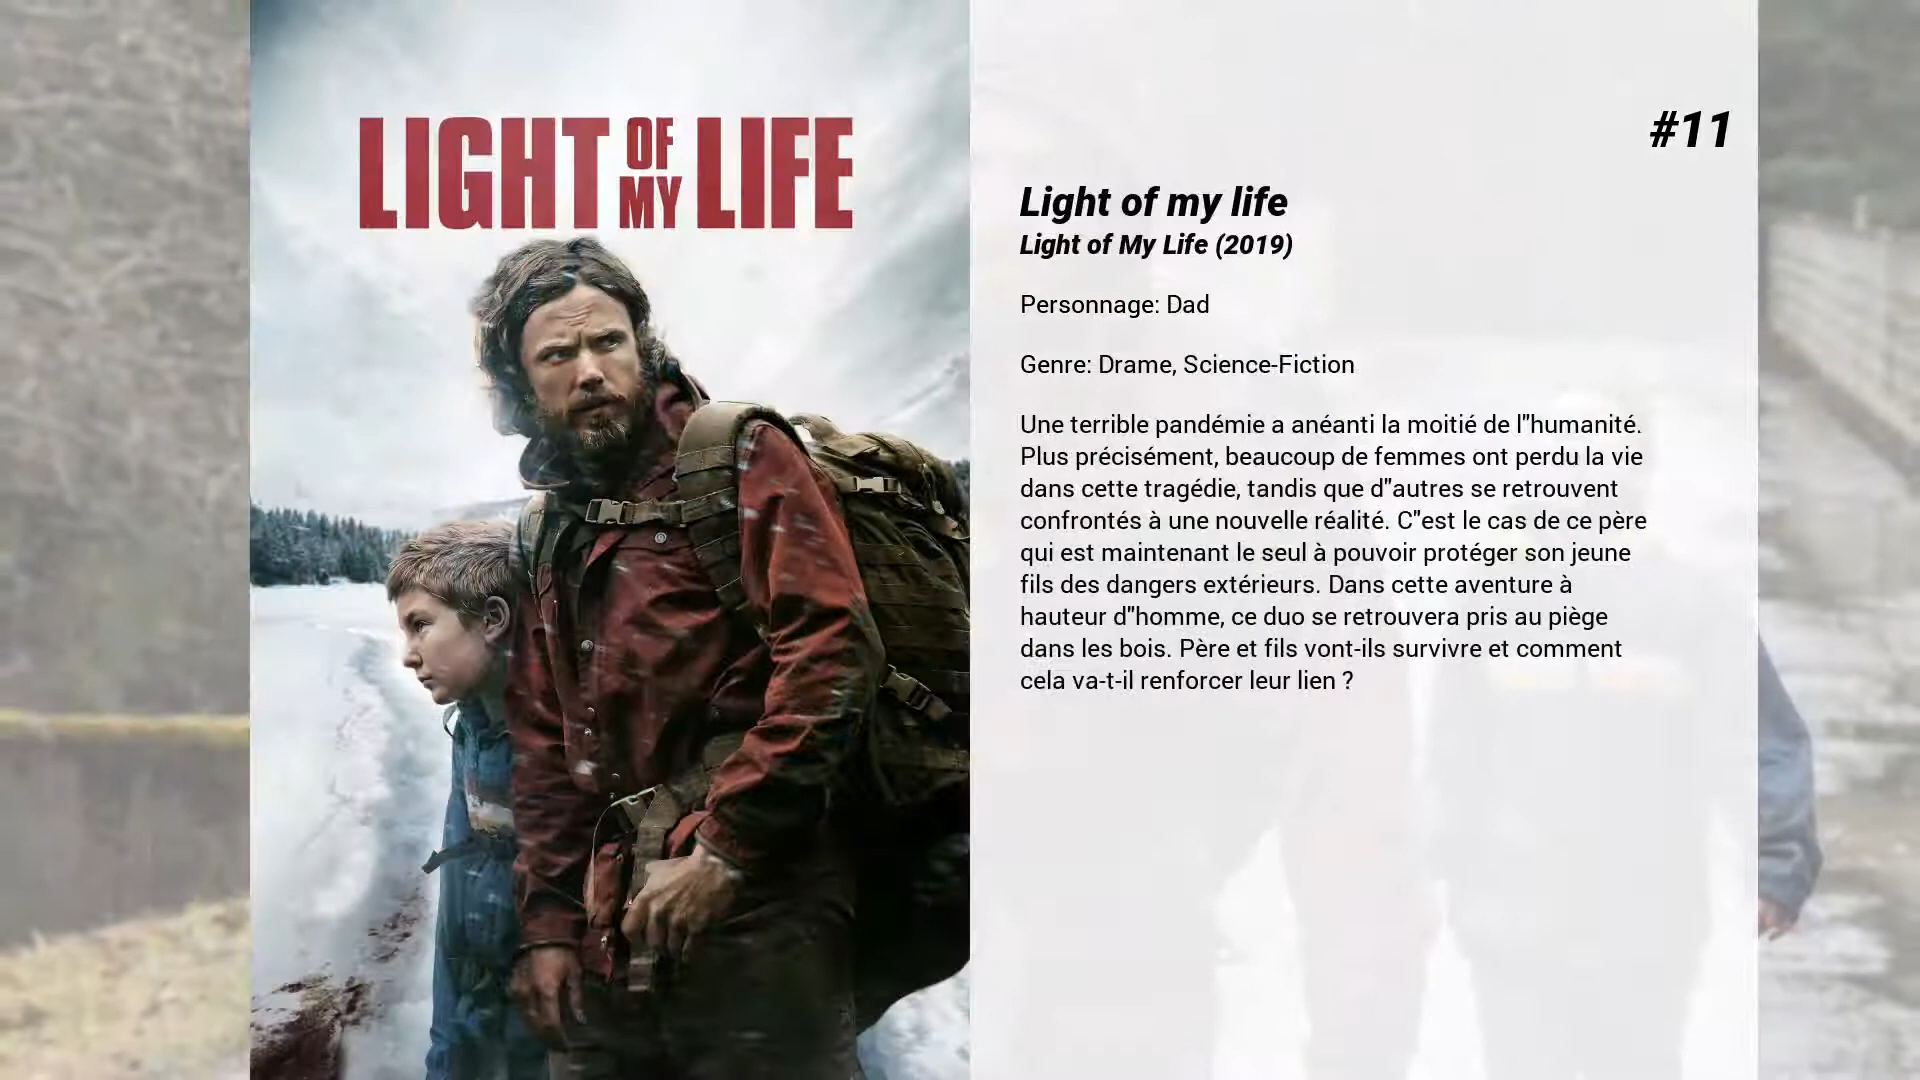 LIGHT OF MY LIFE
#11
Light of my life
Light of My Life (2019)
Personnage: Dad
Genre: Drame, Science-Fiction
Une terrible pandémie a anéanti la moitié de l"humanité.
Plus précisément, beaucoup de femmes ont perdu la vie
dans cette tragédie, tandis que d"autres se retrouvent
confrontés à une nouvelle réalité. C"est le cas de ce père
qui est maintenant le seul à pouvoir protéger son jeune
fils des dangers extérieurs. Dans cette aventure à
hauteur d"homme, ce duo se retrouvera pris au piège
dans les bois. Père et fils vont-ils survivre et comment
cela va-t-il renforcer leur lien ?